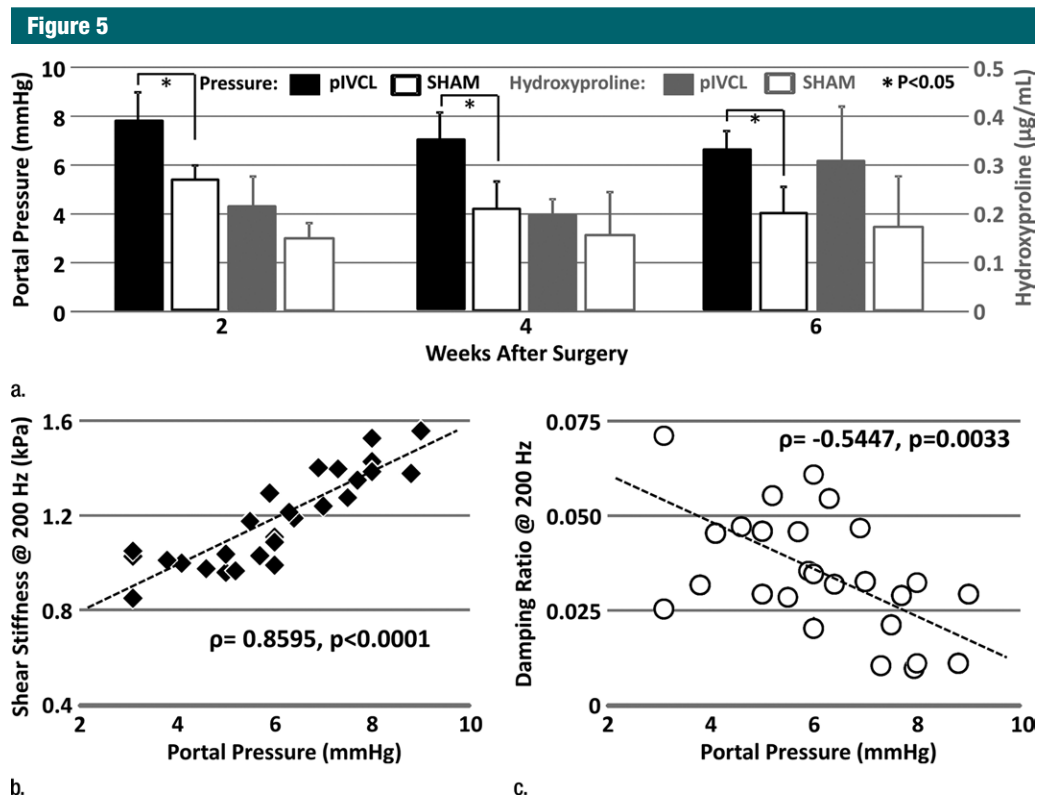 Figure 5
Portal Pressure (mmHg)
10
8
6
4
2
0
Pressure: pIVCL SHAM Hydroxyproline: pIVCL SHAM * P<0.05
*
*
*
0.5
0.4
0.3
0.2
0.1
0
Hydroxyproline (µg/mL)
2 4 6
Weeks After Surgery
a.
Shear Stiffness @ 200 Hz (kPa)
1.6
1.2
0.8
0.4
ρ= 0.8595, p<0.0001
2 4 6 8 10
Portal Pressure (mmHg)
b.
Damping Ratio @ 200 Hz
0.075
0.050
0.025
0
ρ= -0.5447, p=0.0033
2 4 6 8 10
Portal Pressure (mmHg)
c.